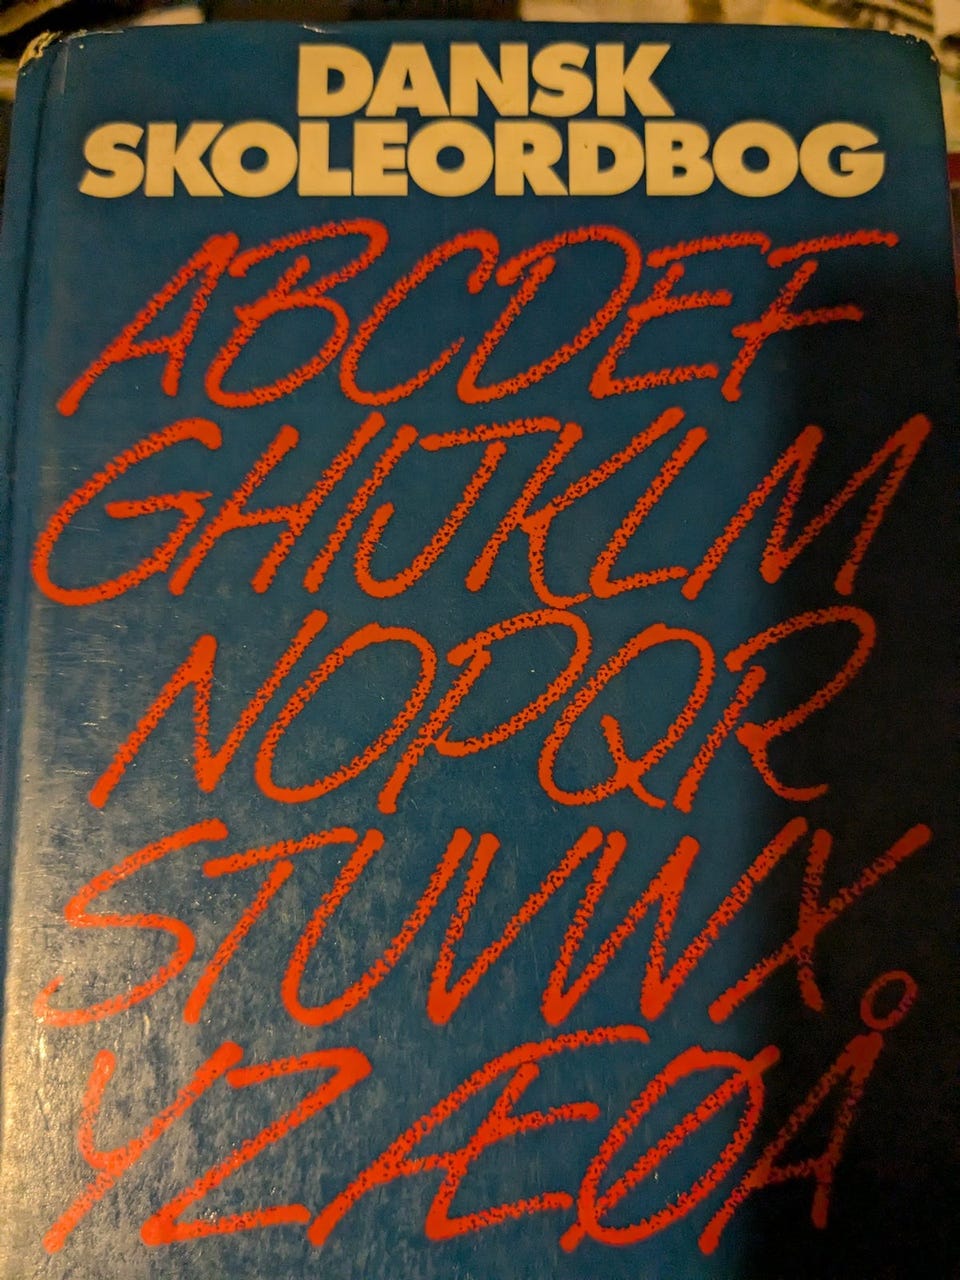 DANSK
SKOLEORDBOG
ABCDEF
GHIJKLM
NOPQR
STUVWX
YZÆØÅ